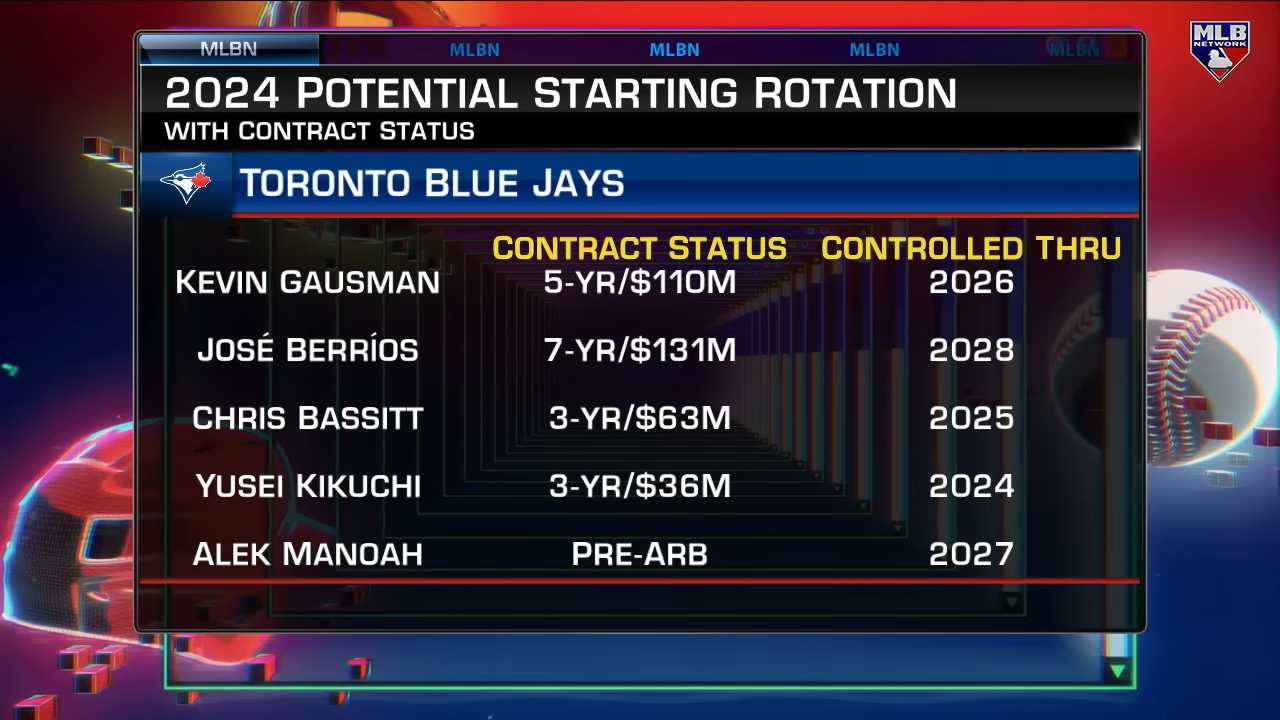 MLBN MLBN MLBN MLBN MLBN
MLB
NETWORK
2024 POTENTIAL STARTING ROTATION
WITH CONTRACT STATUS
TORONTO BLUE JAYS
CONTRACT STATUS CONTROLLED THRU
KEVIN GAUSMAN 5-YR/$110M 2026
JOSÉ BERRÍOS 7-YR/$131M 2028
CHRIS BASSITT 3-YR/$63M 2025
YUSEI KIKUCHI 3-YR/$36M 2024
ALEK MANOAH PRE-ARB 2027